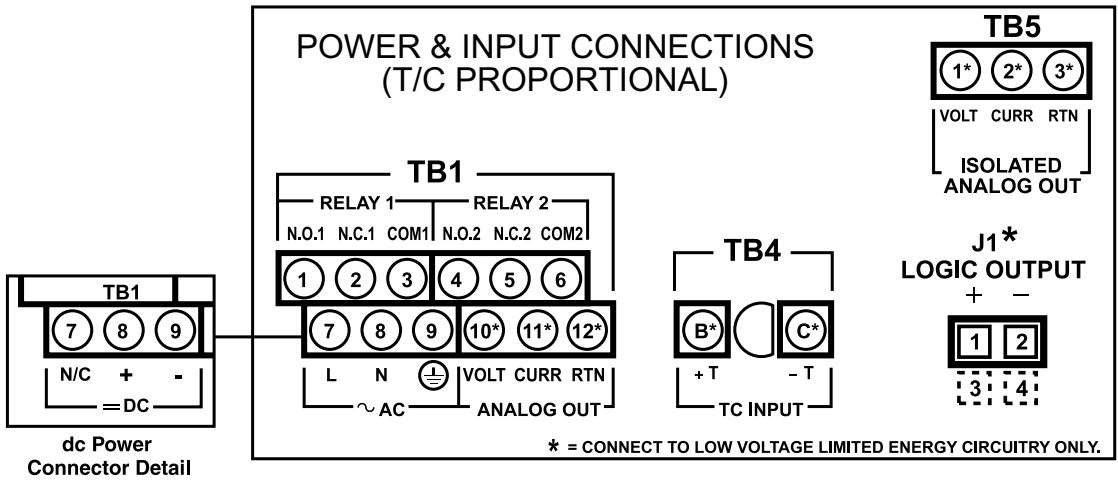 POWER & INPUT CONNECTIONS
(T/C PROPORTIONAL)
TB5
1* 2* 3*
VOLT CURR RTN
ISOLATED
ANALOG OUT
TB1
RELAY 1 RELAY 2
N.O.1 N.C.1 COM1 N.O.2 N.C.2 COM2
1 2 3 4 5 6
7 8 9 10* 11* 12*
L N VOLT CURR RTN
~ AC ANALOG OUT
TB4
B* C*
+ T – T
TC INPUT
J1*
LOGIC OUTPUT
+ –
1 2
3 4
* = CONNECT TO LOW VOLTAGE LIMITED ENERGY CIRCUITRY ONLY.
TB1
7 8 9
N/C + -
= DC
dc Power
Connector Detail